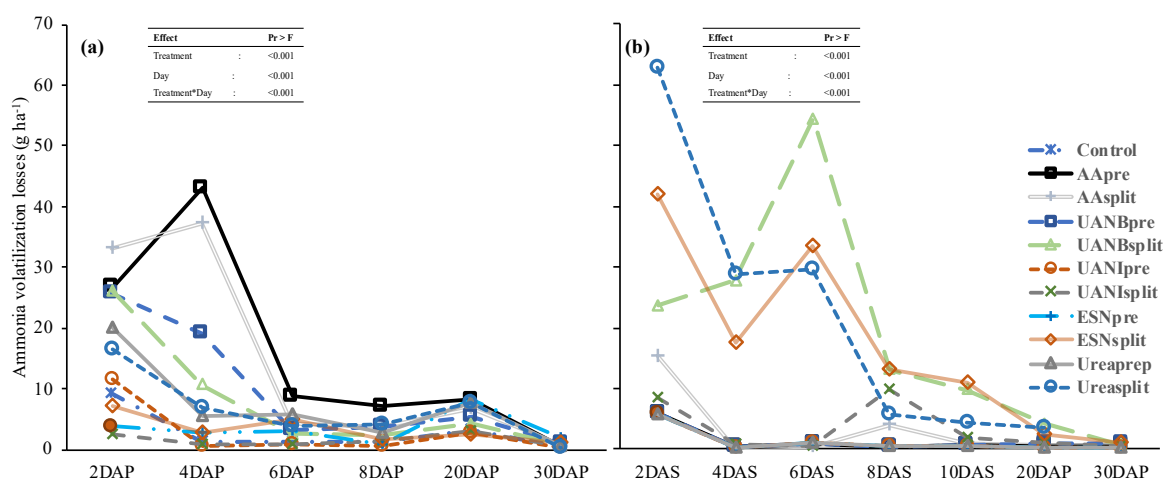 Ammonia volatilization losses (g ha-1)
70
60
50
40
30
20
10
0
(a)
Effect Pr > F
Treatment : <0.001
Day : <0.001
Treatment*Day : <0.001
2DAP 4DAP 6DAP 8DAP 20DAP 30DAP
(b)
Effect Pr > F
Treatment : <0.001
Day : <0.001
Treatment*Day : <0.001
2DAS 4DAS 6DAS 8DAS 10DAS 20DAP 30DAP
Control
AApre
AAsplit
UANBpre
UANBsplit
UANIpre
UANIsplit
ESNpre
ESNsplit
Ureaprep
Ureasplit